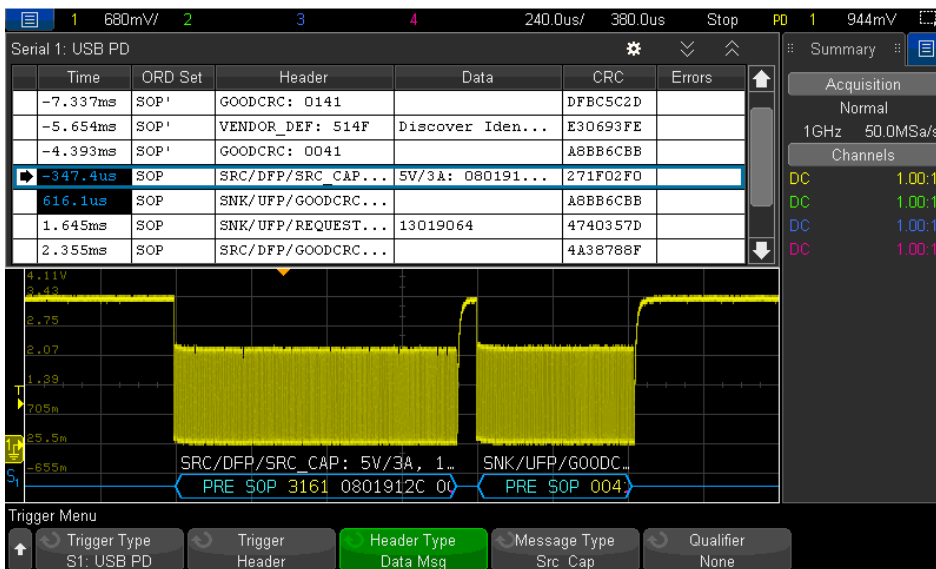 1 680mV/ 2 3 4 240.0us/ 380.0us Stop PD 1 944mV
Serial 1: USB PD
Summary
Time ORD Set Header Data CRC Errors
-7.337ms SOP' GOODCRC: 0141 DFBC5C2D
-5.654ms SOP' VENDOR_DEF: 514F Discover Iden... E30693FE
-4.393ms SOP' GOODCRC: 0041 A8BB6CBB
-347.4us SOP SRC/DFP/SRC_CAP... 5V/3A: 080191... 271F02F0
616.1us SOP SNK/UFP/GOODCRC... A8BB6CBB
1.645ms SOP SNK/UFP/REQUEST... 13019064 4740357D
2.355ms SOP SRC/DFP/GOODCRC... 4A38788F
Acquisition
Normal
1GHz 50.0MSa/s
Channels
DC 1.00:1
DC 1.00:1
DC 1.00:1
DC 1.00:1
4.11V
3.43
2.75
2.07
1.39
T
705m
25.5m
1
-655m
S1
SRC/DFP/SRC_CAP: 5V/3A, 1… SNK/UFP/GOODC…
PRE SOP 3161 0801912C 0 PRE SOP 004
Trigger Menu
Trigger Type
S1: USB PD
Trigger
Header
Header Type
Data Msg
Message Type
Src Cap
Qualifier
None